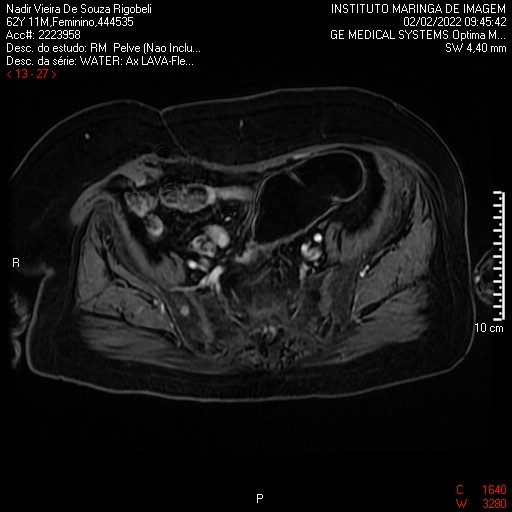 Nadir Vieira De Souza Rigobeli
62Y 11M,Feminino,444535
Acc#: 2223958
Desc. do estudo: RM  Pelve (Nao Inclu...
Desc. da série: WATER: Ax LAVA-Fle...
< 13 - 27 >
INSTITUTO MARINGA DE IMAGEM
02/02/2022 09:45:42
GE MEDICAL SYSTEMS Optima M...
SW 4,40 mm
R
10 cm
P
C 1640
W 3280